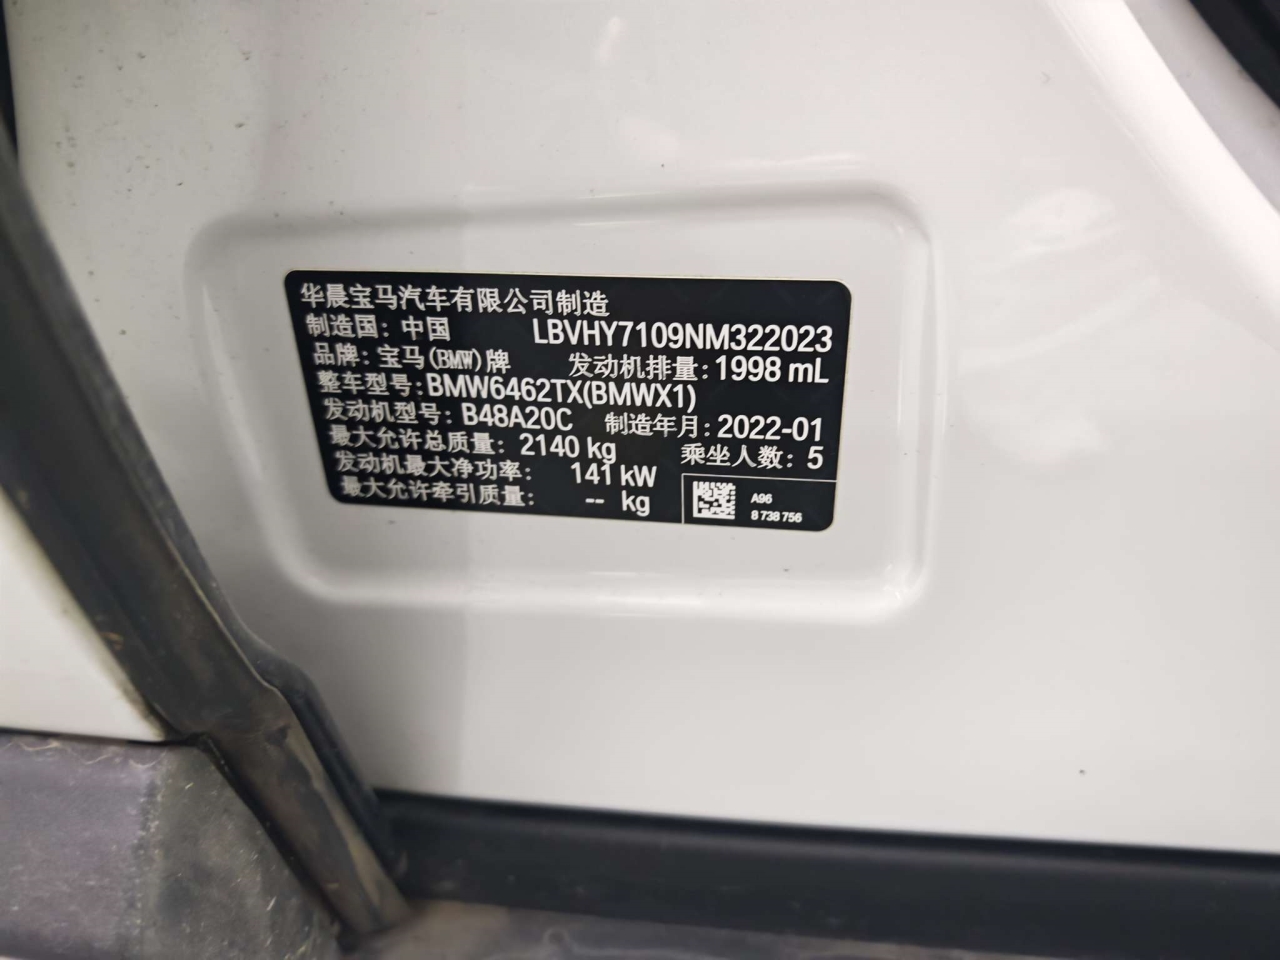 华晨宝马汽车有限公司制造
制造国：中国 LBVHY7109NM322023
品牌：宝马(BMW)牌 发动机排量：1998 mL
整车型号：BMW6462TX(BMWX1)
发动机型号：B48A20C 制造年月：2022-01
最大允许总质量：2140 kg 乘坐人数：5
发动机最大净功率：141 kW
最大允许牵引质量：-- kg
A96
8 738 756